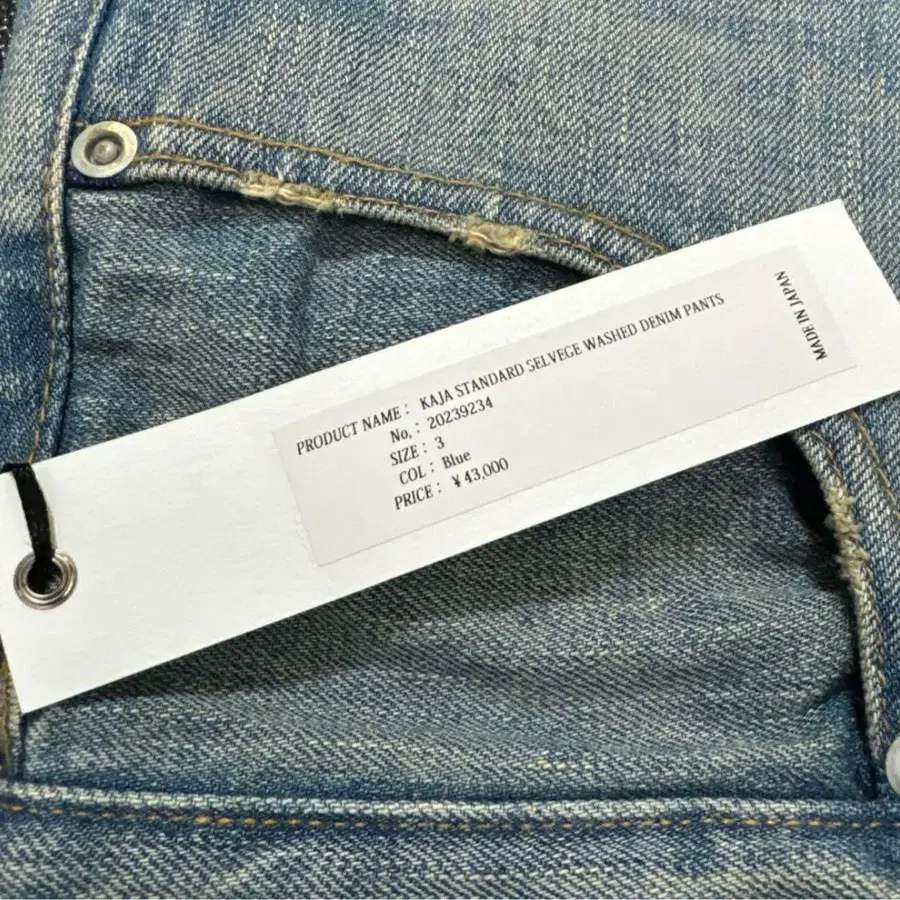 PRODUCT NAME : KAJA STANDARD SELVEGE WASHED DENIM PANTS
No. : 20239234
SIZE : 3
COL : Blue
PRICE : ¥ 43,000
MADE IN JAPAN